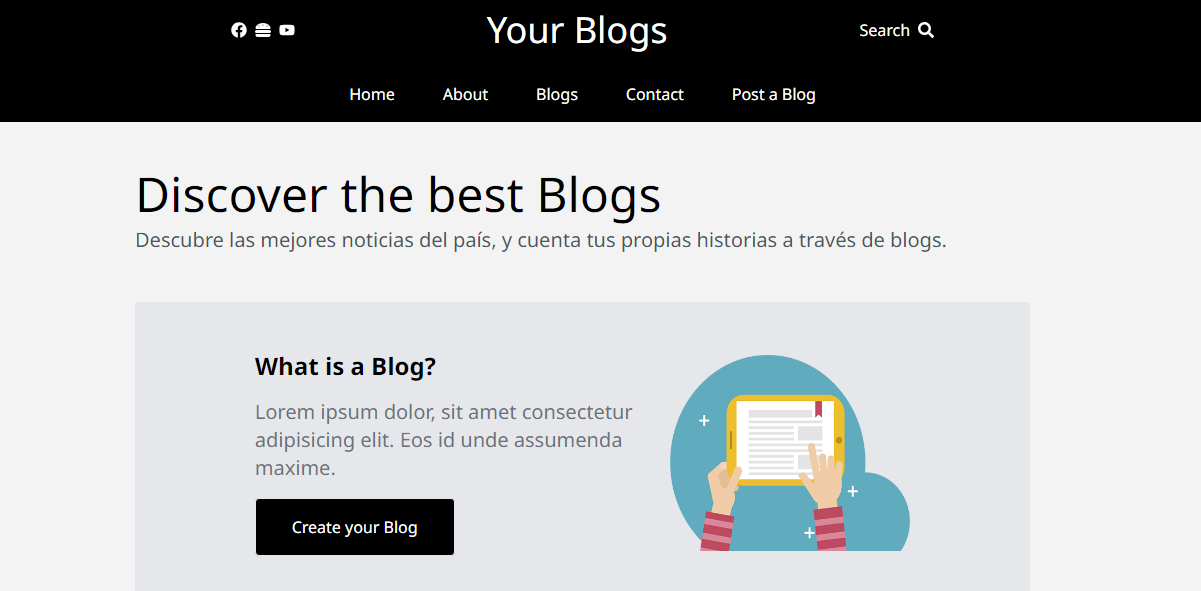 Your Blogs
Search
Home About Blogs Contact Post a Blog
Discover the best Blogs
Descubre las mejores noticias del país, y cuenta tus propias historias a través de blogs.
What is a Blog?
Lorem ipsum dolor, sit amet consectetur
adipisicing elit. Eos id unde assumenda
maxime.
Create your Blog